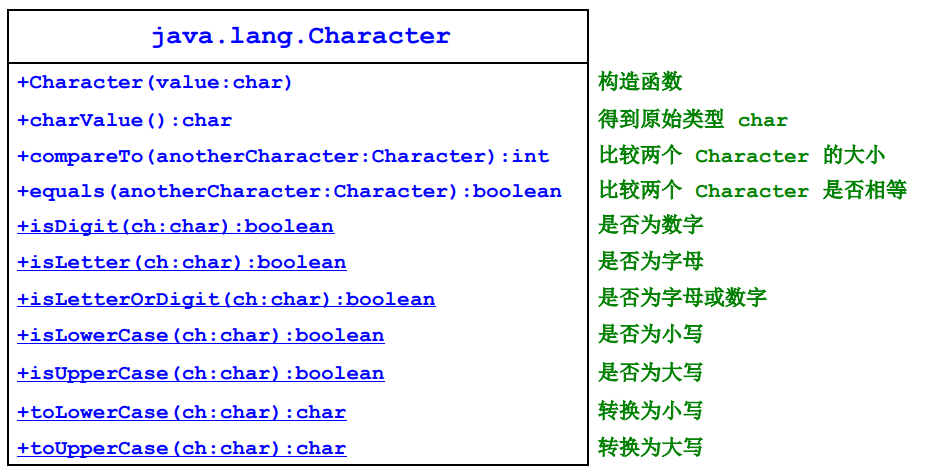 java.lang.Character
+Character(value:char) 构造函数
+charValue():char 得到原始类型 char
+compareTo(anotherCharacter:Character):int 比较两个 Character 的大小
+equals(anotherCharacter:Character):boolean 比较两个 Character 是否相等
+isDigit(ch:char):boolean 是否为数字
+isLetter(ch:char):boolean 是否为字母
+isLetterOrDigit(ch:char):boolean 是否为字母或数字
+isLowerCase(ch:char):boolean 是否为小写
+isUpperCase(ch:char):boolean 是否为大写
+toLowerCase(ch:char):char 转换为小写
+toUpperCase(ch:char):char 转换为大写